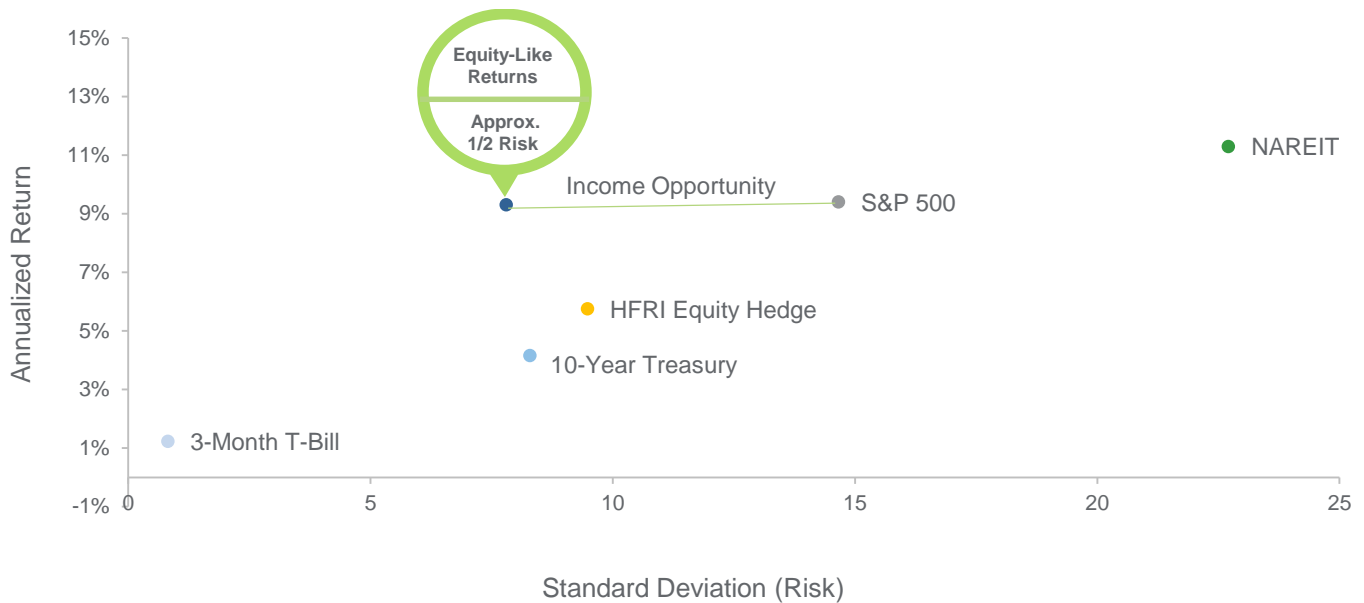 15%
13%
11%
9%
7%
5%
3%
1%
-1%
Annualized Return
Equity-Like
Returns
Approx.
1/2 Risk
Income Opportunity
NAREIT
S&P 500
HFRI Equity Hedge
10-Year Treasury
3-Month T-Bill
0
5
10
15
20
25
Standard Deviation (Risk)